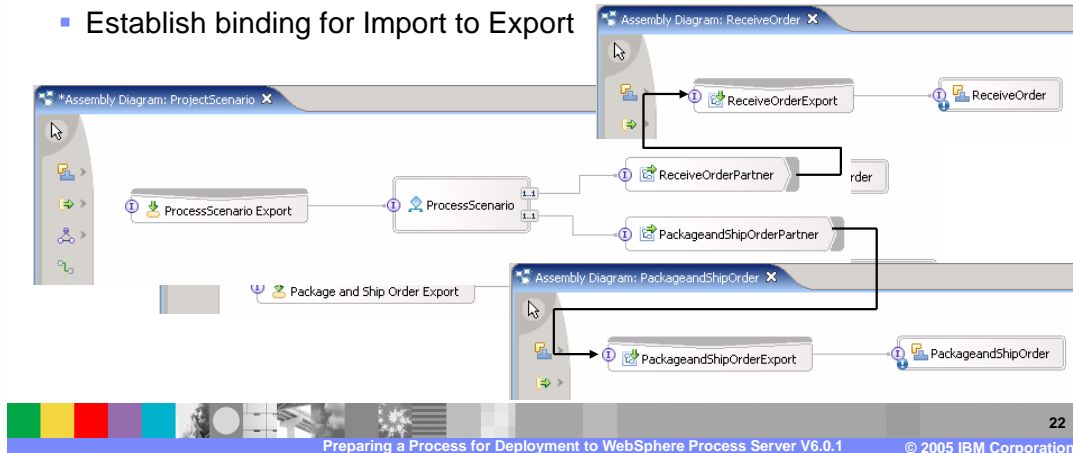 Establish binding for Import to Export
Assembly Diagram: ReceiveOrder
ReceiveOrderExport
ReceiveOrder
*Assembly Diagram: ProjectScenario
ProcessScenario Export
ProcessScenario
1..1
1..1
ReceiveOrderPartner
rder
PackageandShipOrderPartner
Package and Ship Order Export
Assembly Diagram: PackageandShipOrder
PackageandShipOrderExport
PackageandShipOrder
22
Preparing a Process for Deployment to WebSphere Process Server V6.0.1
© 2005 IBM Corporation